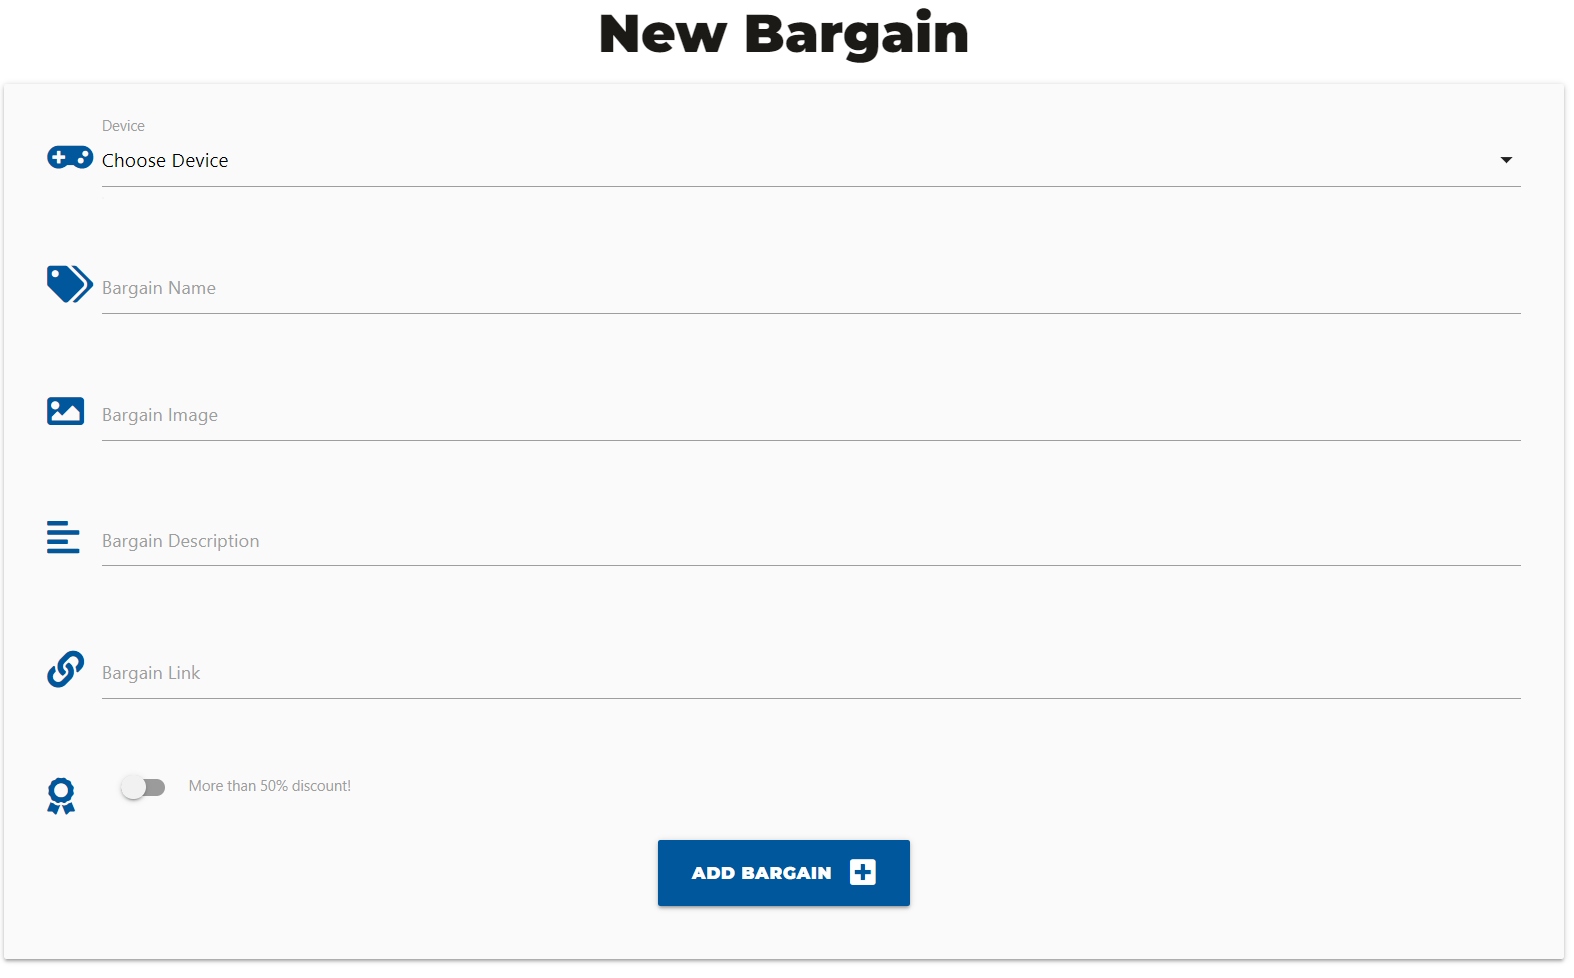 New Bargain
Device
Choose Device
Bargain Name
Bargain Image
Bargain Description
Bargain Link
More than 50% discount!
ADD BARGAIN